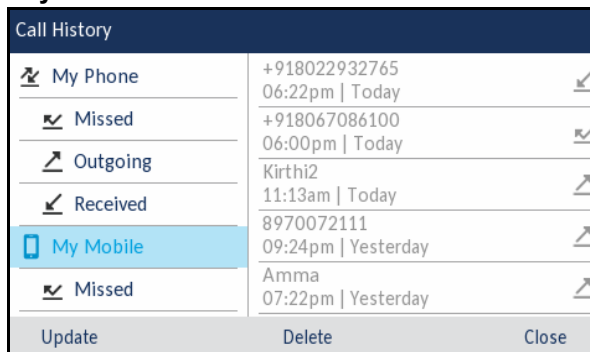 Call History
My Phone
Missed
Outgoing
Received
My Mobile
Missed
+918022932765
06:22pm | Today
+918067086100
06:00pm | Today
Kirthi2
11:13am | Today
8970072111
09:24pm | Yesterday
Amma
07:22pm | Yesterday
Update Delete Close